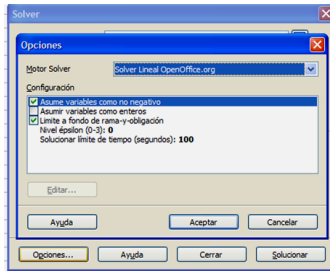 Solver
Opciones
Motor Solver
Solver Lineal OpenOffice.org
Configuración
Asume variables como no negativo
Asumir variables como enteros
Limite a fondo de rama-y-obligación
Nivel épsilon (0-3): 0
Solucionar límite de tiempo (segundos): 100
Editar...
Ayuda
Aceptar
Cancelar
Opciones...
Ayuda
Cerrar
Solucionar